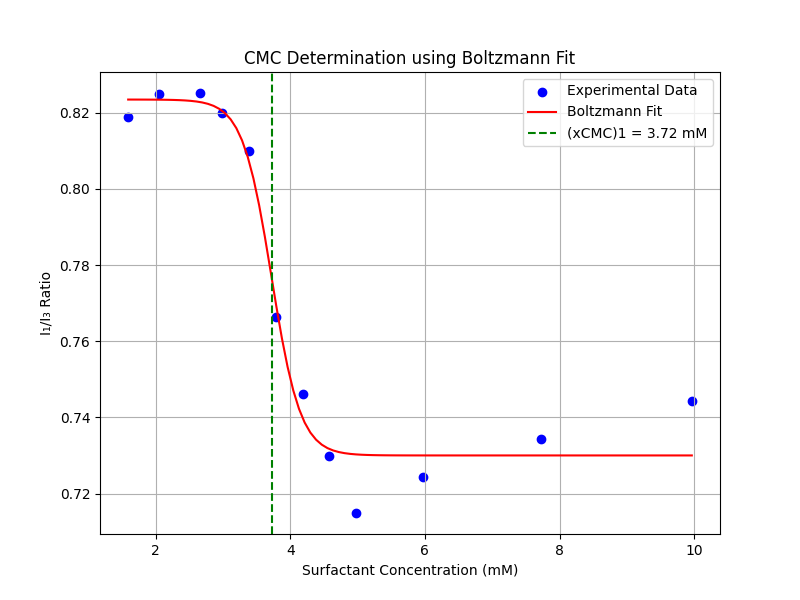 CMC Determination using Boltzmann Fit
Experimental Data
Boltzmann Fit
(xCMC)1 = 3.72 mM
0.82
0.80
0.78
0.76
0.74
0.72
I₁/I₃ Ratio
2
4
6
8
10
Surfactant Concentration (mM)